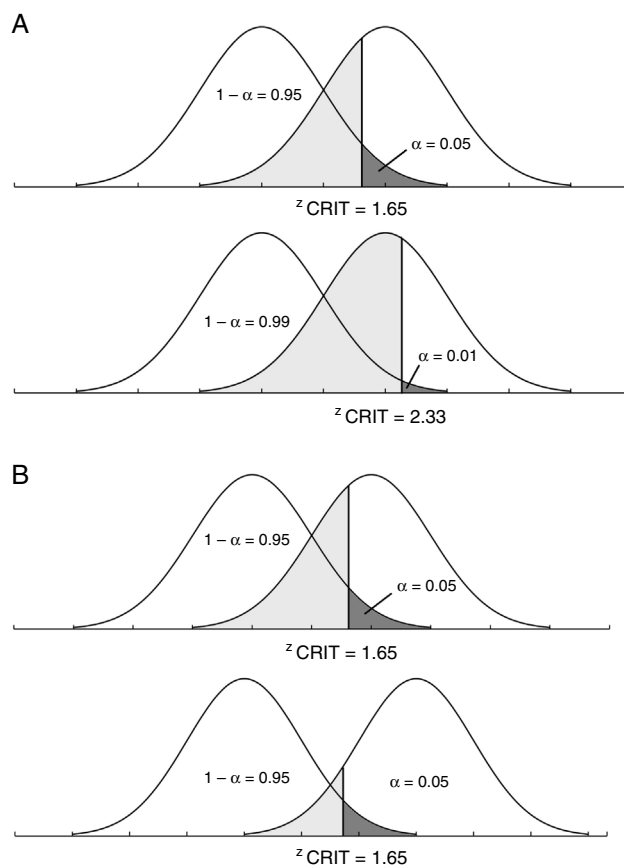 A
1 – α = 0.95
α = 0.05
z CRIT = 1.65
1 – α = 0.99
α = 0.01
z CRIT = 2.33
B
1 – α = 0.95
α = 0.05
z CRIT = 1.65
1 – α = 0.95
α = 0.05
z CRIT = 1.65